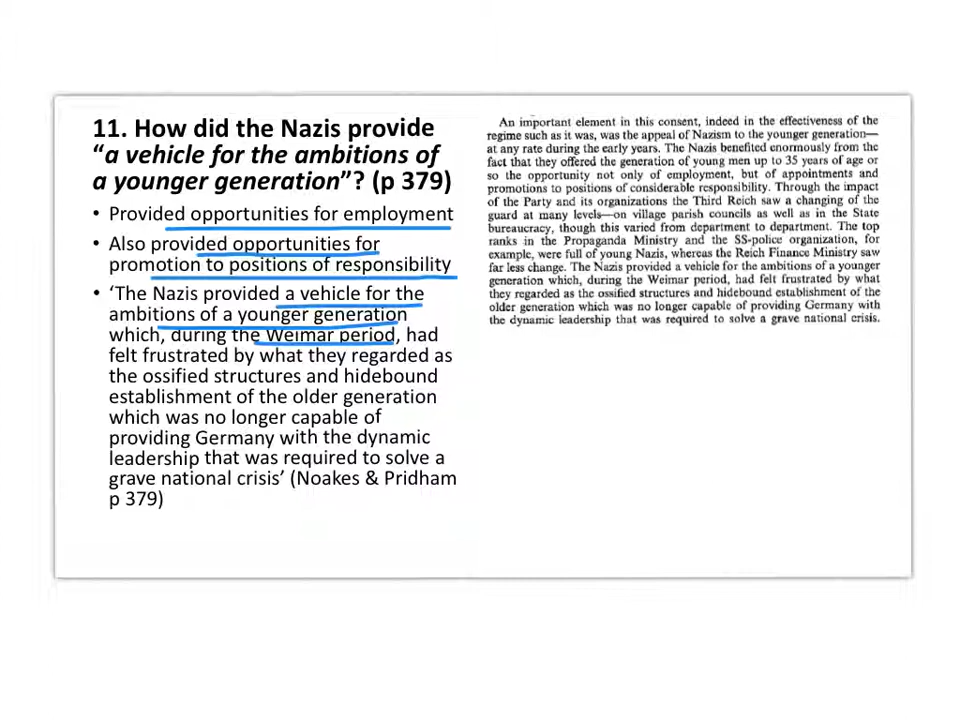 11. How did the Nazis provide
“a vehicle for the ambitions of
a younger generation”? (p 379)
• Provided opportunities for employment
• Also provided opportunities for
promotion to positions of responsibility
• ‘The Nazis provided a vehicle for the
ambitions of a younger generation
which, during the Weimar period, had
felt frustrated by what they regarded as
the ossified structures and hidebound
establishment of the older generation
which was no longer capable of
providing Germany with the dynamic
leadership that was required to solve a
grave national crisis’ (Noakes & Pridham
p 379)
An important element in this consent, indeed in the effectiveness of the
regime such as it was, was the appeal of Nazism to the younger generation—
at any rate during the early years. The Nazis benefited enormously from the
fact that they offered the generation of young men up to 35 years of age or
so the opportunity not only of employment, but of appointments and
promotions to positions of considerable responsibility. Through the impact
of the Party and its organizations the Third Reich saw a changing of the
guard at many levels—on village parish councils as well as in the State
bureaucracy, though this varied from department to department. The top
ranks in the Propaganda Ministry and the SS-police organization, for
example, were full of young Nazis, whereas the Reich Finance Ministry saw
far less change. The Nazis provided a vehicle for the ambitions of a younger
generation which, during the Weimar period, had felt frustrated by what
they regarded as the ossified structures and hidebound establishment of the
older generation which was no longer capable of providing Germany with
the dynamic leadership that was required to solve a grave national crisis.